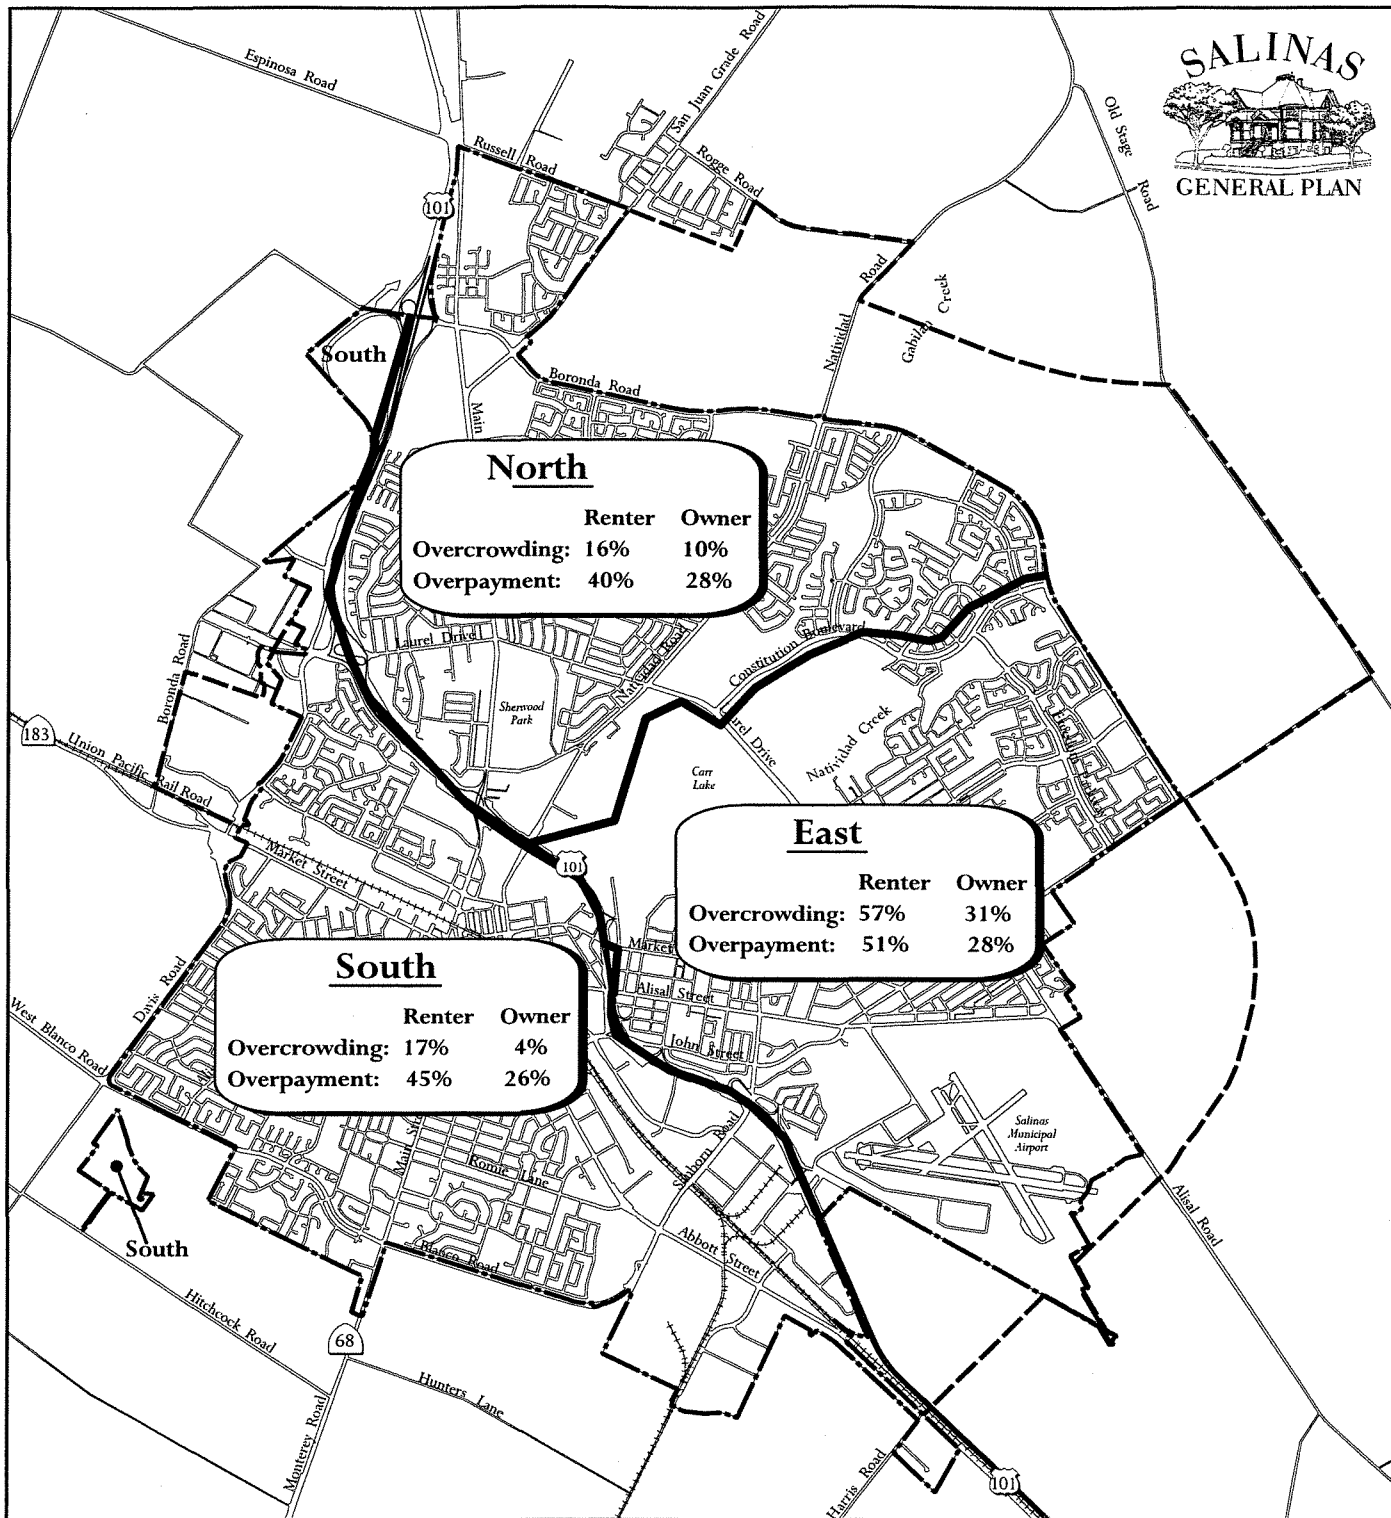 SALINAS
GENERAL PLAN
Espinosa Road
San Juan Grade Road
Old Stage
Road
Russell Road
Rogge Road
101
Natividad
Road
Gabilan Creek
South
Boronda Road
Main
North
Renter Owner
Overcrowding: 16% 10%
Overpayment: 40% 28%
Boronda Road
Laurel Drive
Natividad Road
Constitution Boulevard
Sherwood
Park
183
Union Pacific Rail Road
Drive
Natividad Creek
Carr
Lake
Market Street
101
East
Renter Owner
Overcrowding: 57% 31%
Overpayment: 51% 28%
Market
Alisal Street
John Street
Davis Road
West Blanco Road
South
Renter Owner
Overcrowding: 17% 4%
Overpayment: 45% 26%
Salinas
Municipal
Airport
Main
Romie Lane
Sanborn Road
South
Blanco Road
Abbott Street
Alisal Road
Hitchcock Road
68
Hunters Lane
Monterey Road
Harris Road
101